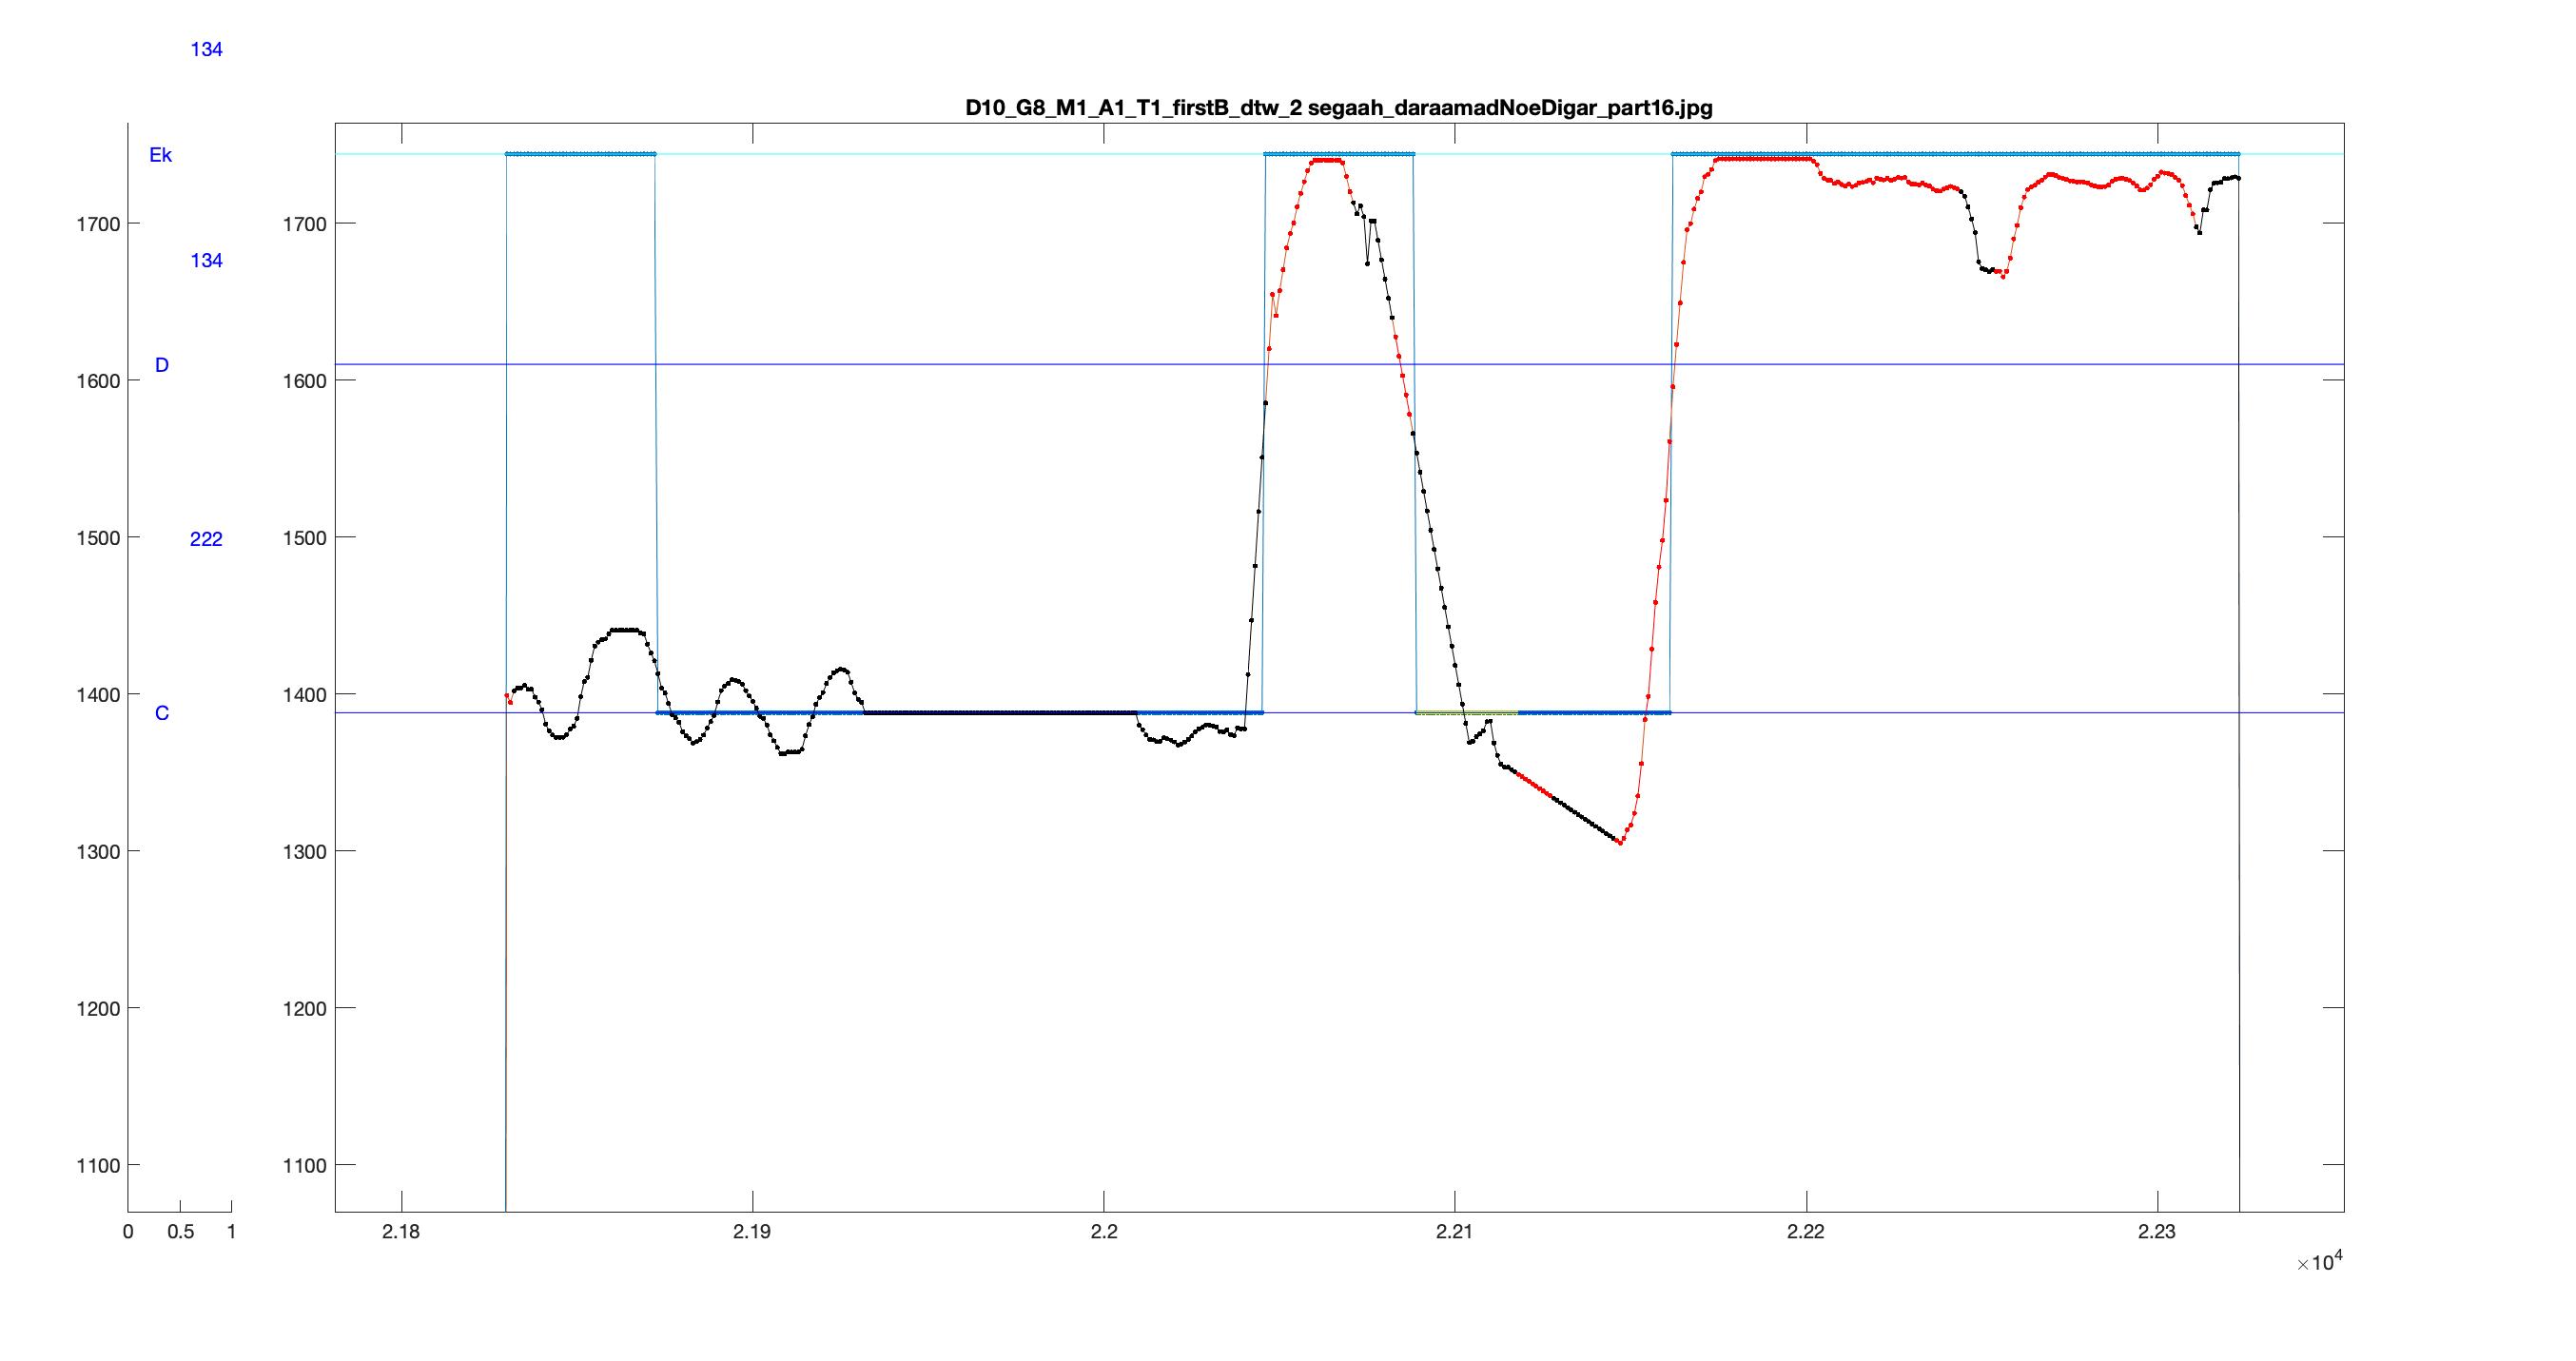 134
D10_G8_M1_A1_T1_firstB_dtw_2 segaah_daraamadNoeDigar_part16.jpg
Ek
1700 1700
134
D
1600 1600
1500 222 1500
1400 1400
C
1300 1300
1200 1200
1100 1100
0 0.5 1 2.18 2.19 2.2 2.21 2.22 2.23
×10⁴